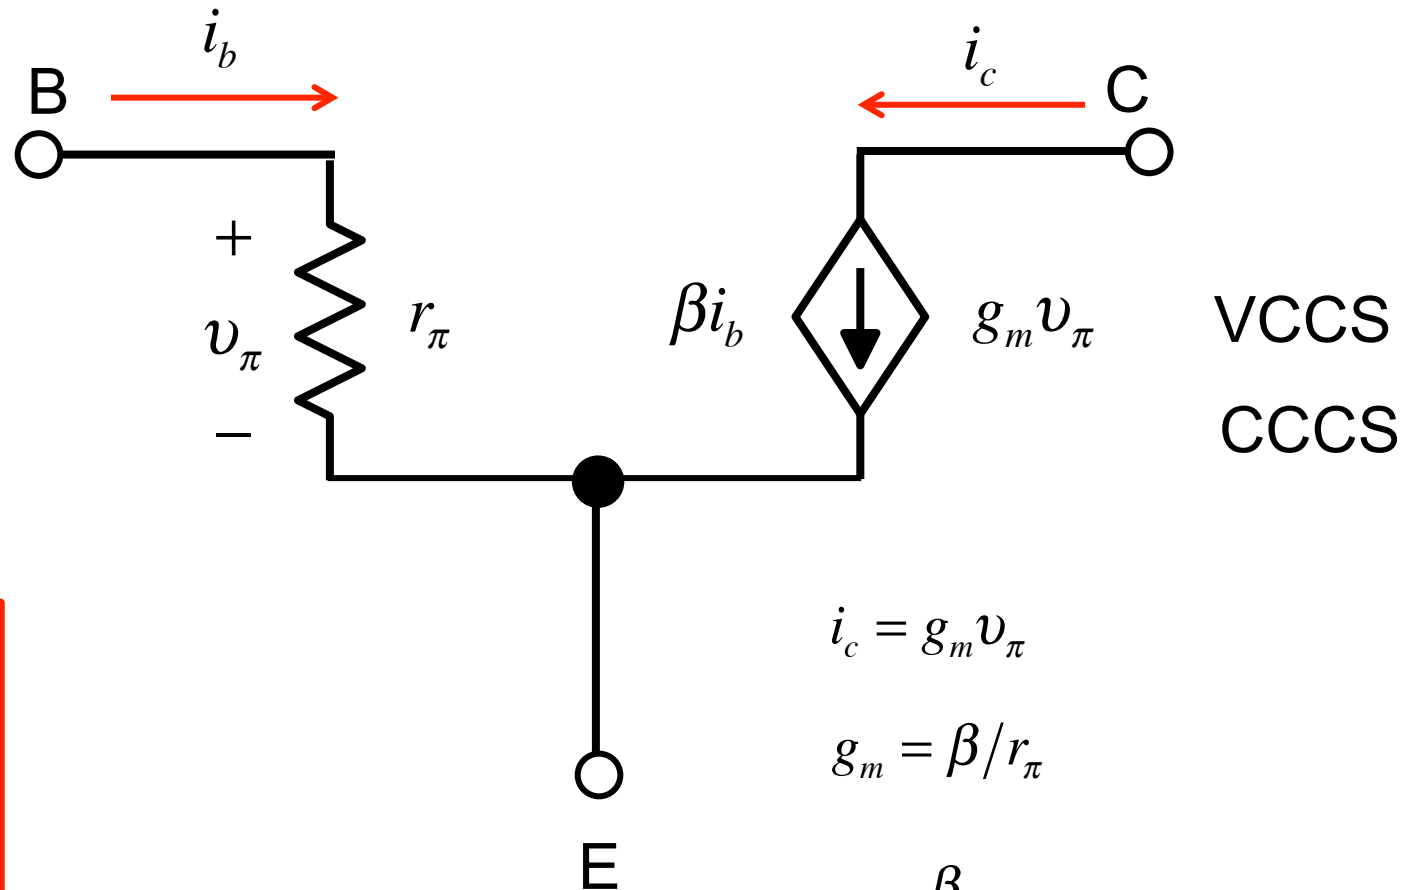 i_b
i_c
B
C
+
υ_π
−
r_π
βi_b
g_m υ_π
VCCS
CCCS
i_c = g_m υ_π
g_m = β/r_π
β
E